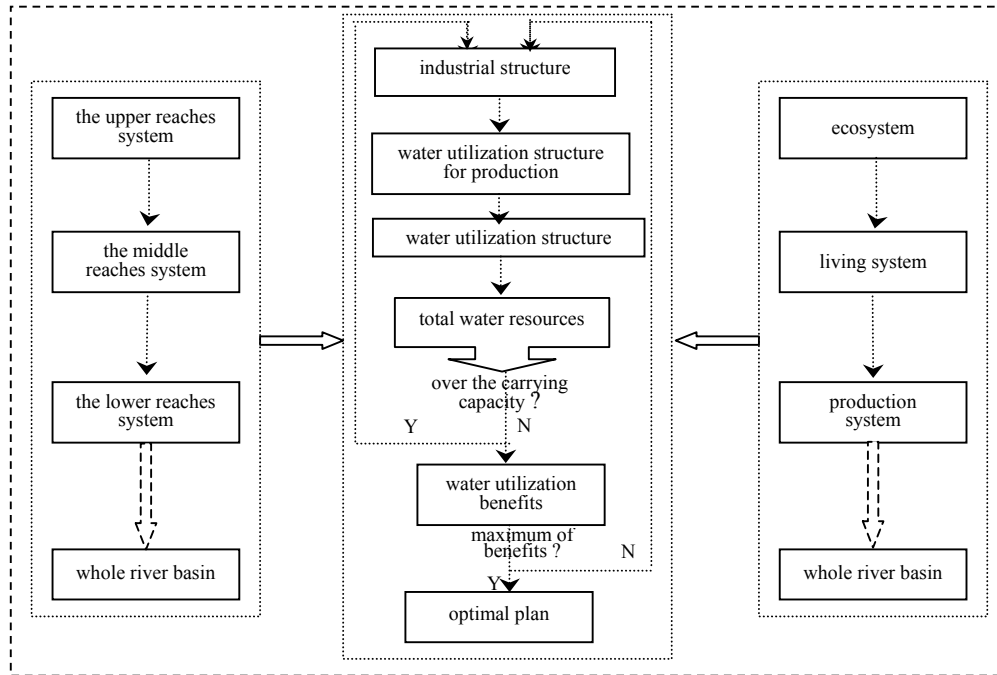 the upper reaches
system
the middle
reaches system
the lower reaches
system
whole river basin
industrial structure
water utilization structure
for production
water utilization structure
total water resources
over the carrying
capacity ?
Y
N
water utilization
benefits
maximum of
benefits ?
N
Y
optimal plan
ecosystem
living system
production
system
whole river basin